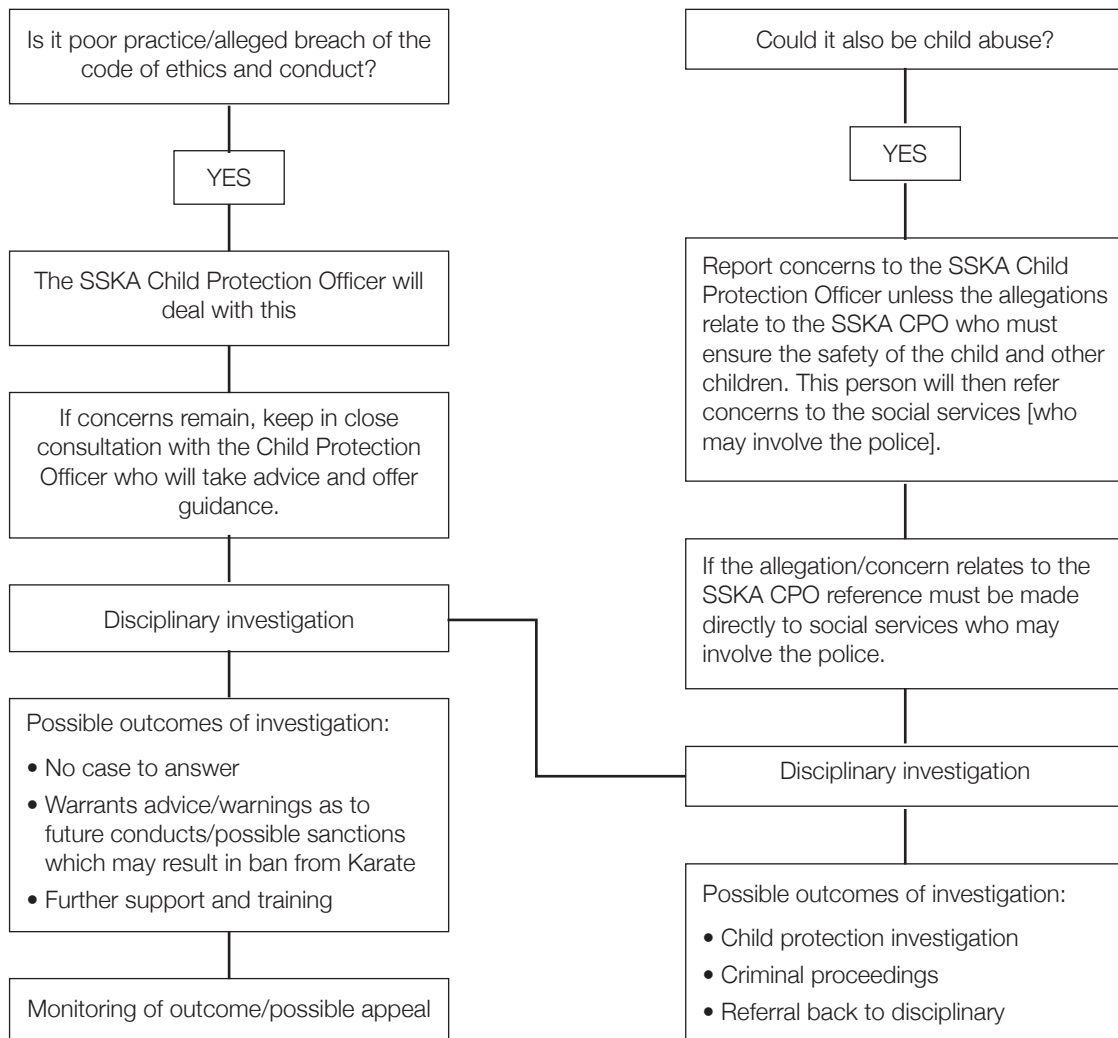 Is it poor practice/alleged breach of the
code of ethics and conduct?
YES
The SSKA Child Protection Officer will
deal with this
If concerns remain, keep in close
consultation with the Child Protection
Officer who will take advice and offer
guidance.
Disciplinary investigation
Possible outcomes of investigation:
• No case to answer
• Warrants advice/warnings as to
future conducts/possible sanctions
which may result in ban from Karate
• Further support and training
Monitoring of outcome/possible appeal
Could it also be child abuse?
YES
Report concerns to the SSKA Child
Protection Officer unless the allegations
relate to the SSKA CPO who must
ensure the safety of the child and other
children. This person will then refer
concerns to the social services [who
may involve the police].
If the allegation/concern relates to the
SSKA CPO reference must be made
directly to social services who may
involve the police.
Disciplinary investigation
Possible outcomes of investigation:
• Child protection investigation
• Criminal proceedings
• Referral back to disciplinary